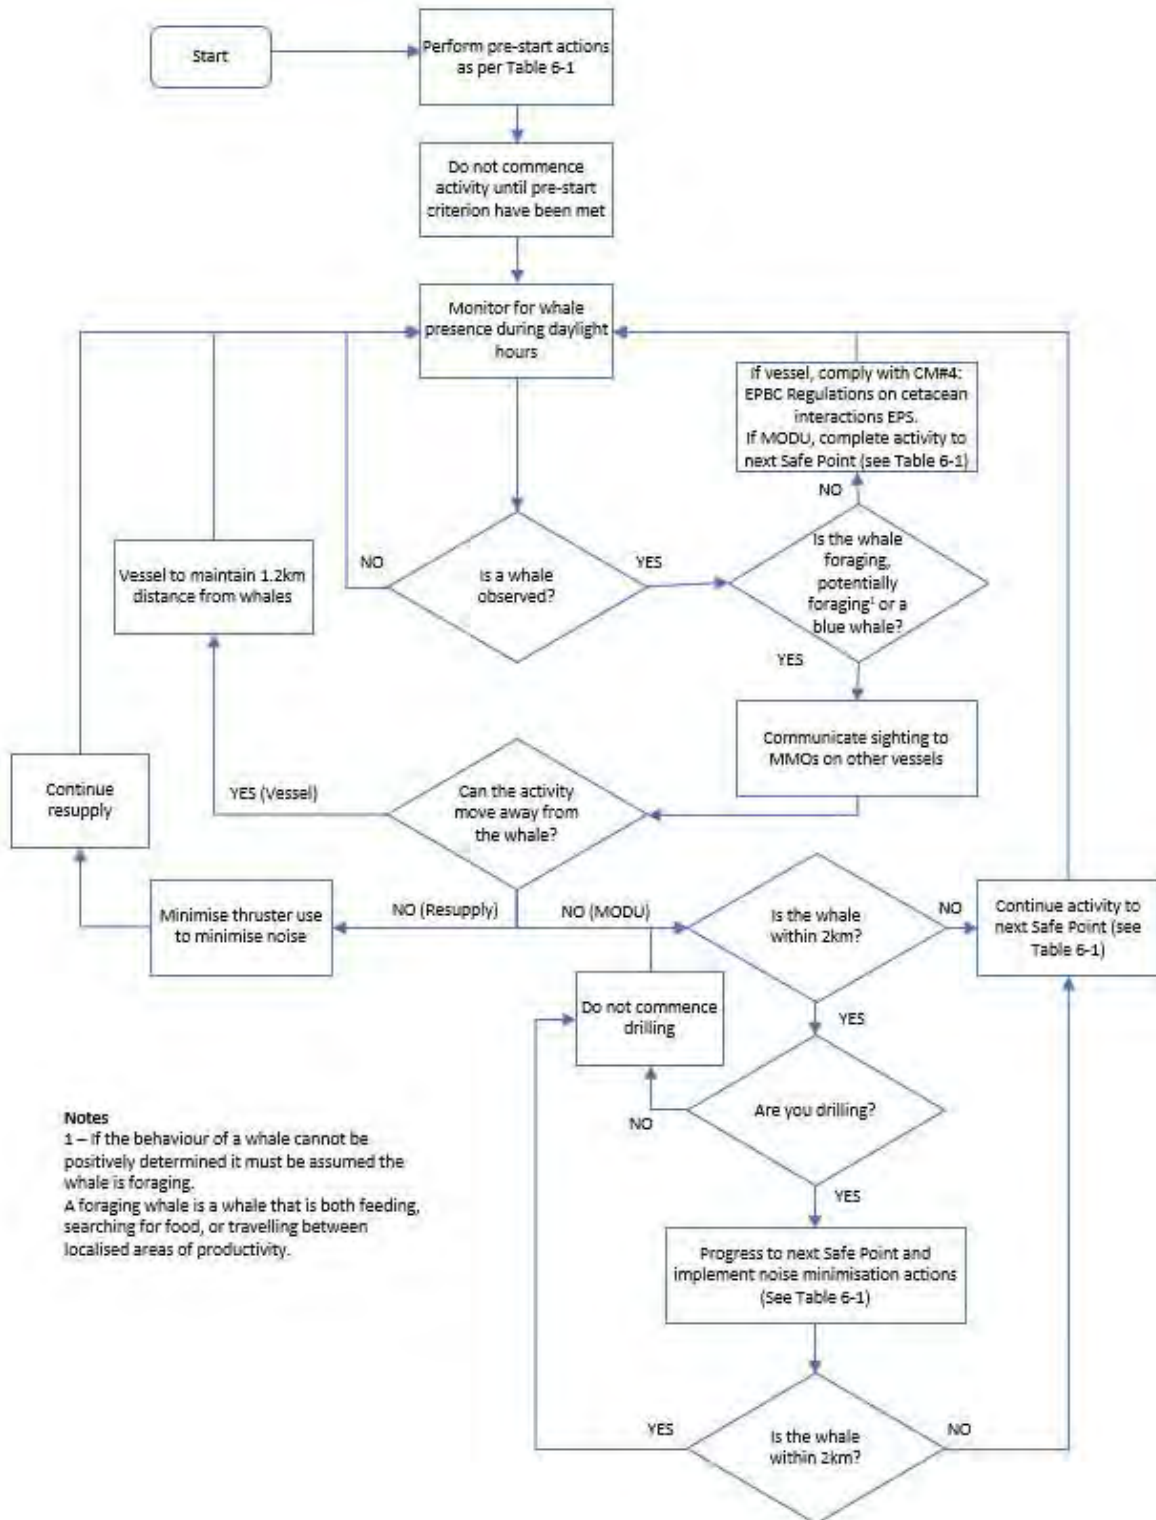 Start
Perform pre-start actions
as per Table 6-1
Do not commence
activity until pre-start
criterion have been met
Monitor for whale
presence during daylight
hours
If vessel, comply with CM#4:
EPBC Regulations on cetacean
interactions EPS.
If MODU, complete activity to
next Safe Point (see Table 6-1)
NO
Vessel to maintain 1.2km
distance from whales
NO
Is a whale
observed?
YES
Is the whale
foraging,
potentially
foraging¹ or a
blue whale?
YES
Communicate sighting to
MMOs on other vessels
Continue
resupply
YES (Vessel)
Can the activity
move away from
the whale?
Minimise thruster use
to minimise noise
NO (Resupply)
NO (MODU)
Is the whale
within 2km?
NO
Continue activity to
next Safe Point (see
Table 6-1)
Do not commence
drilling
YES
Are you drilling?
NO
YES
Notes
1 – If the behaviour of a whale cannot be
positively determined it must be assumed the
whale is foraging.
A foraging whale is a whale that is both feeding,
searching for food, or travelling between
localised areas of productivity.
Progress to next Safe Point and
implement noise minimisation actions
(See Table 6-1)
YES
Is the whale
within 2km?
NO